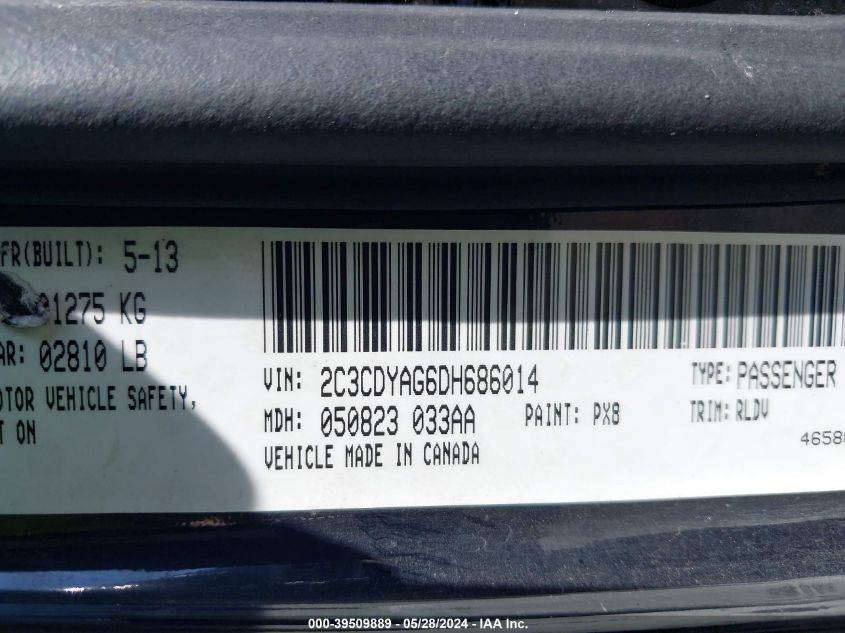 FR(BUILT): 5-13
1275 KG
AR: 02810 LB
OTOR VEHICLE SAFETY,
T ON
VIN: 2C3CDYAG6DH686014
TYPE: PASSENGER
MDH: 050823 033AA PAINT: PX8 TRIM: RLDV
VEHICLE MADE IN CANADA
4658
000-39509889 - 05/28/2024 - IAA Inc.